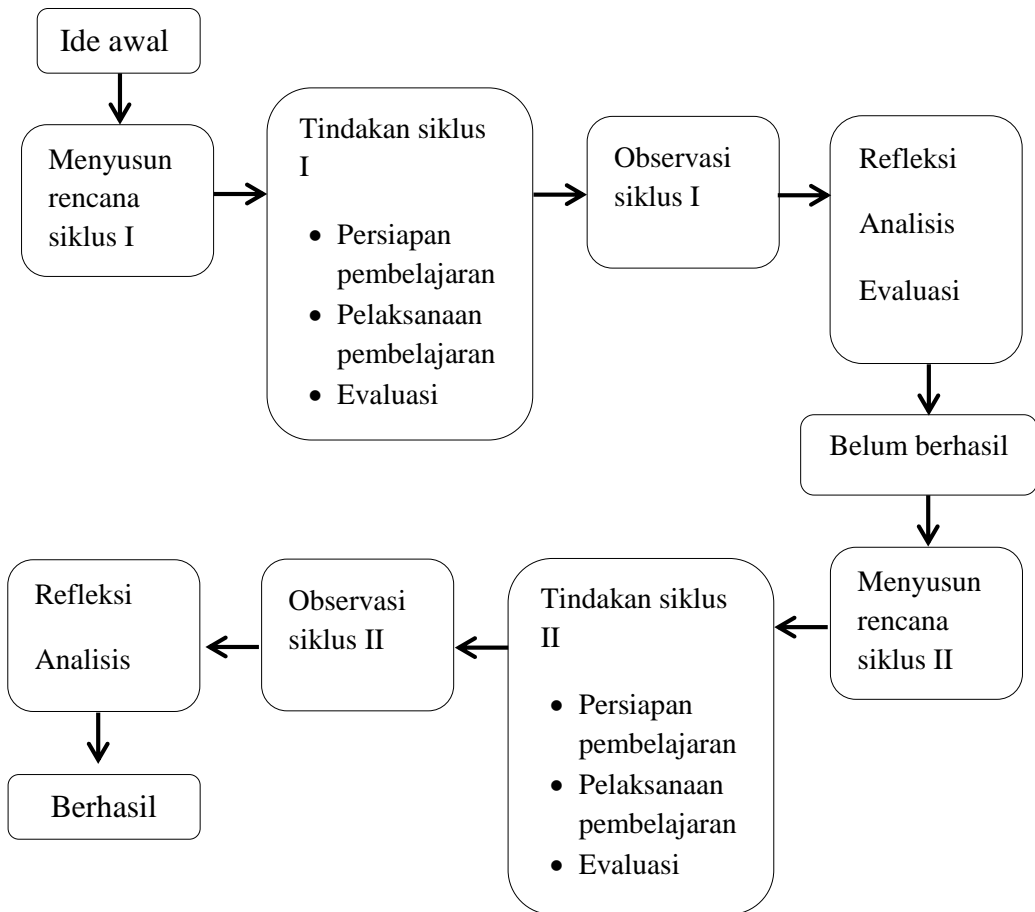 Ide awal
Menyusun
rencana
siklus I
Tindakan siklus
I
• Persiapan
pembelajaran
• Pelaksanaan
pembelajaran
• Evaluasi
Observasi
siklus I
Refleksi
Analisis
Evaluasi
Belum berhasil
Menyusun
rencana
siklus II
Tindakan siklus
II
• Persiapan
pembelajaran
• Pelaksanaan
pembelajaran
• Evaluasi
Observasi
siklus II
Refleksi
Analisis
Berhasil